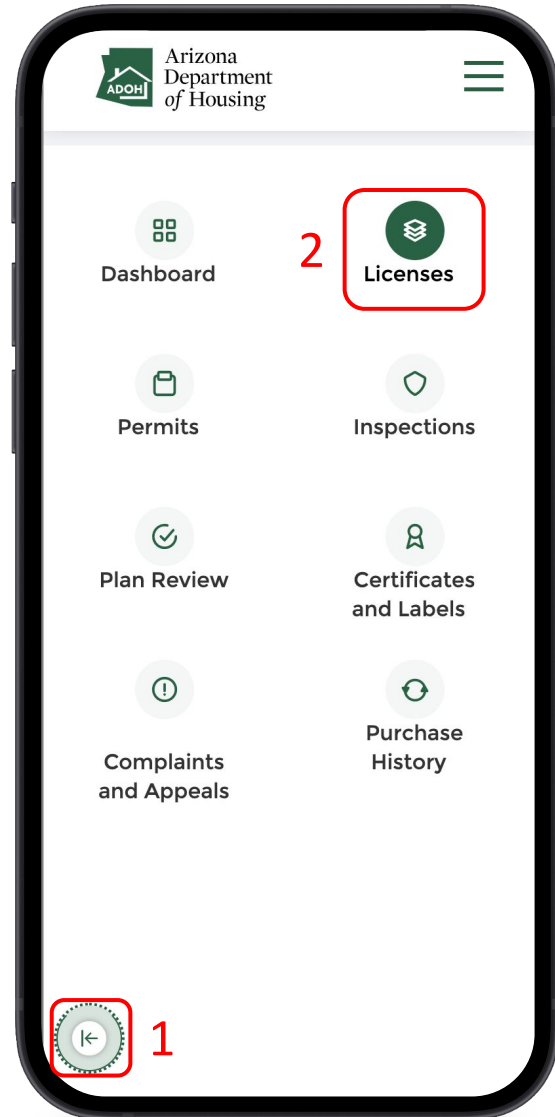 Arizona
Department
of Housing
ADOH
Dashboard
2
Licenses
Permits
Inspections
Plan Review
Certificates
and Labels
Complaints
and Appeals
Purchase
History
1